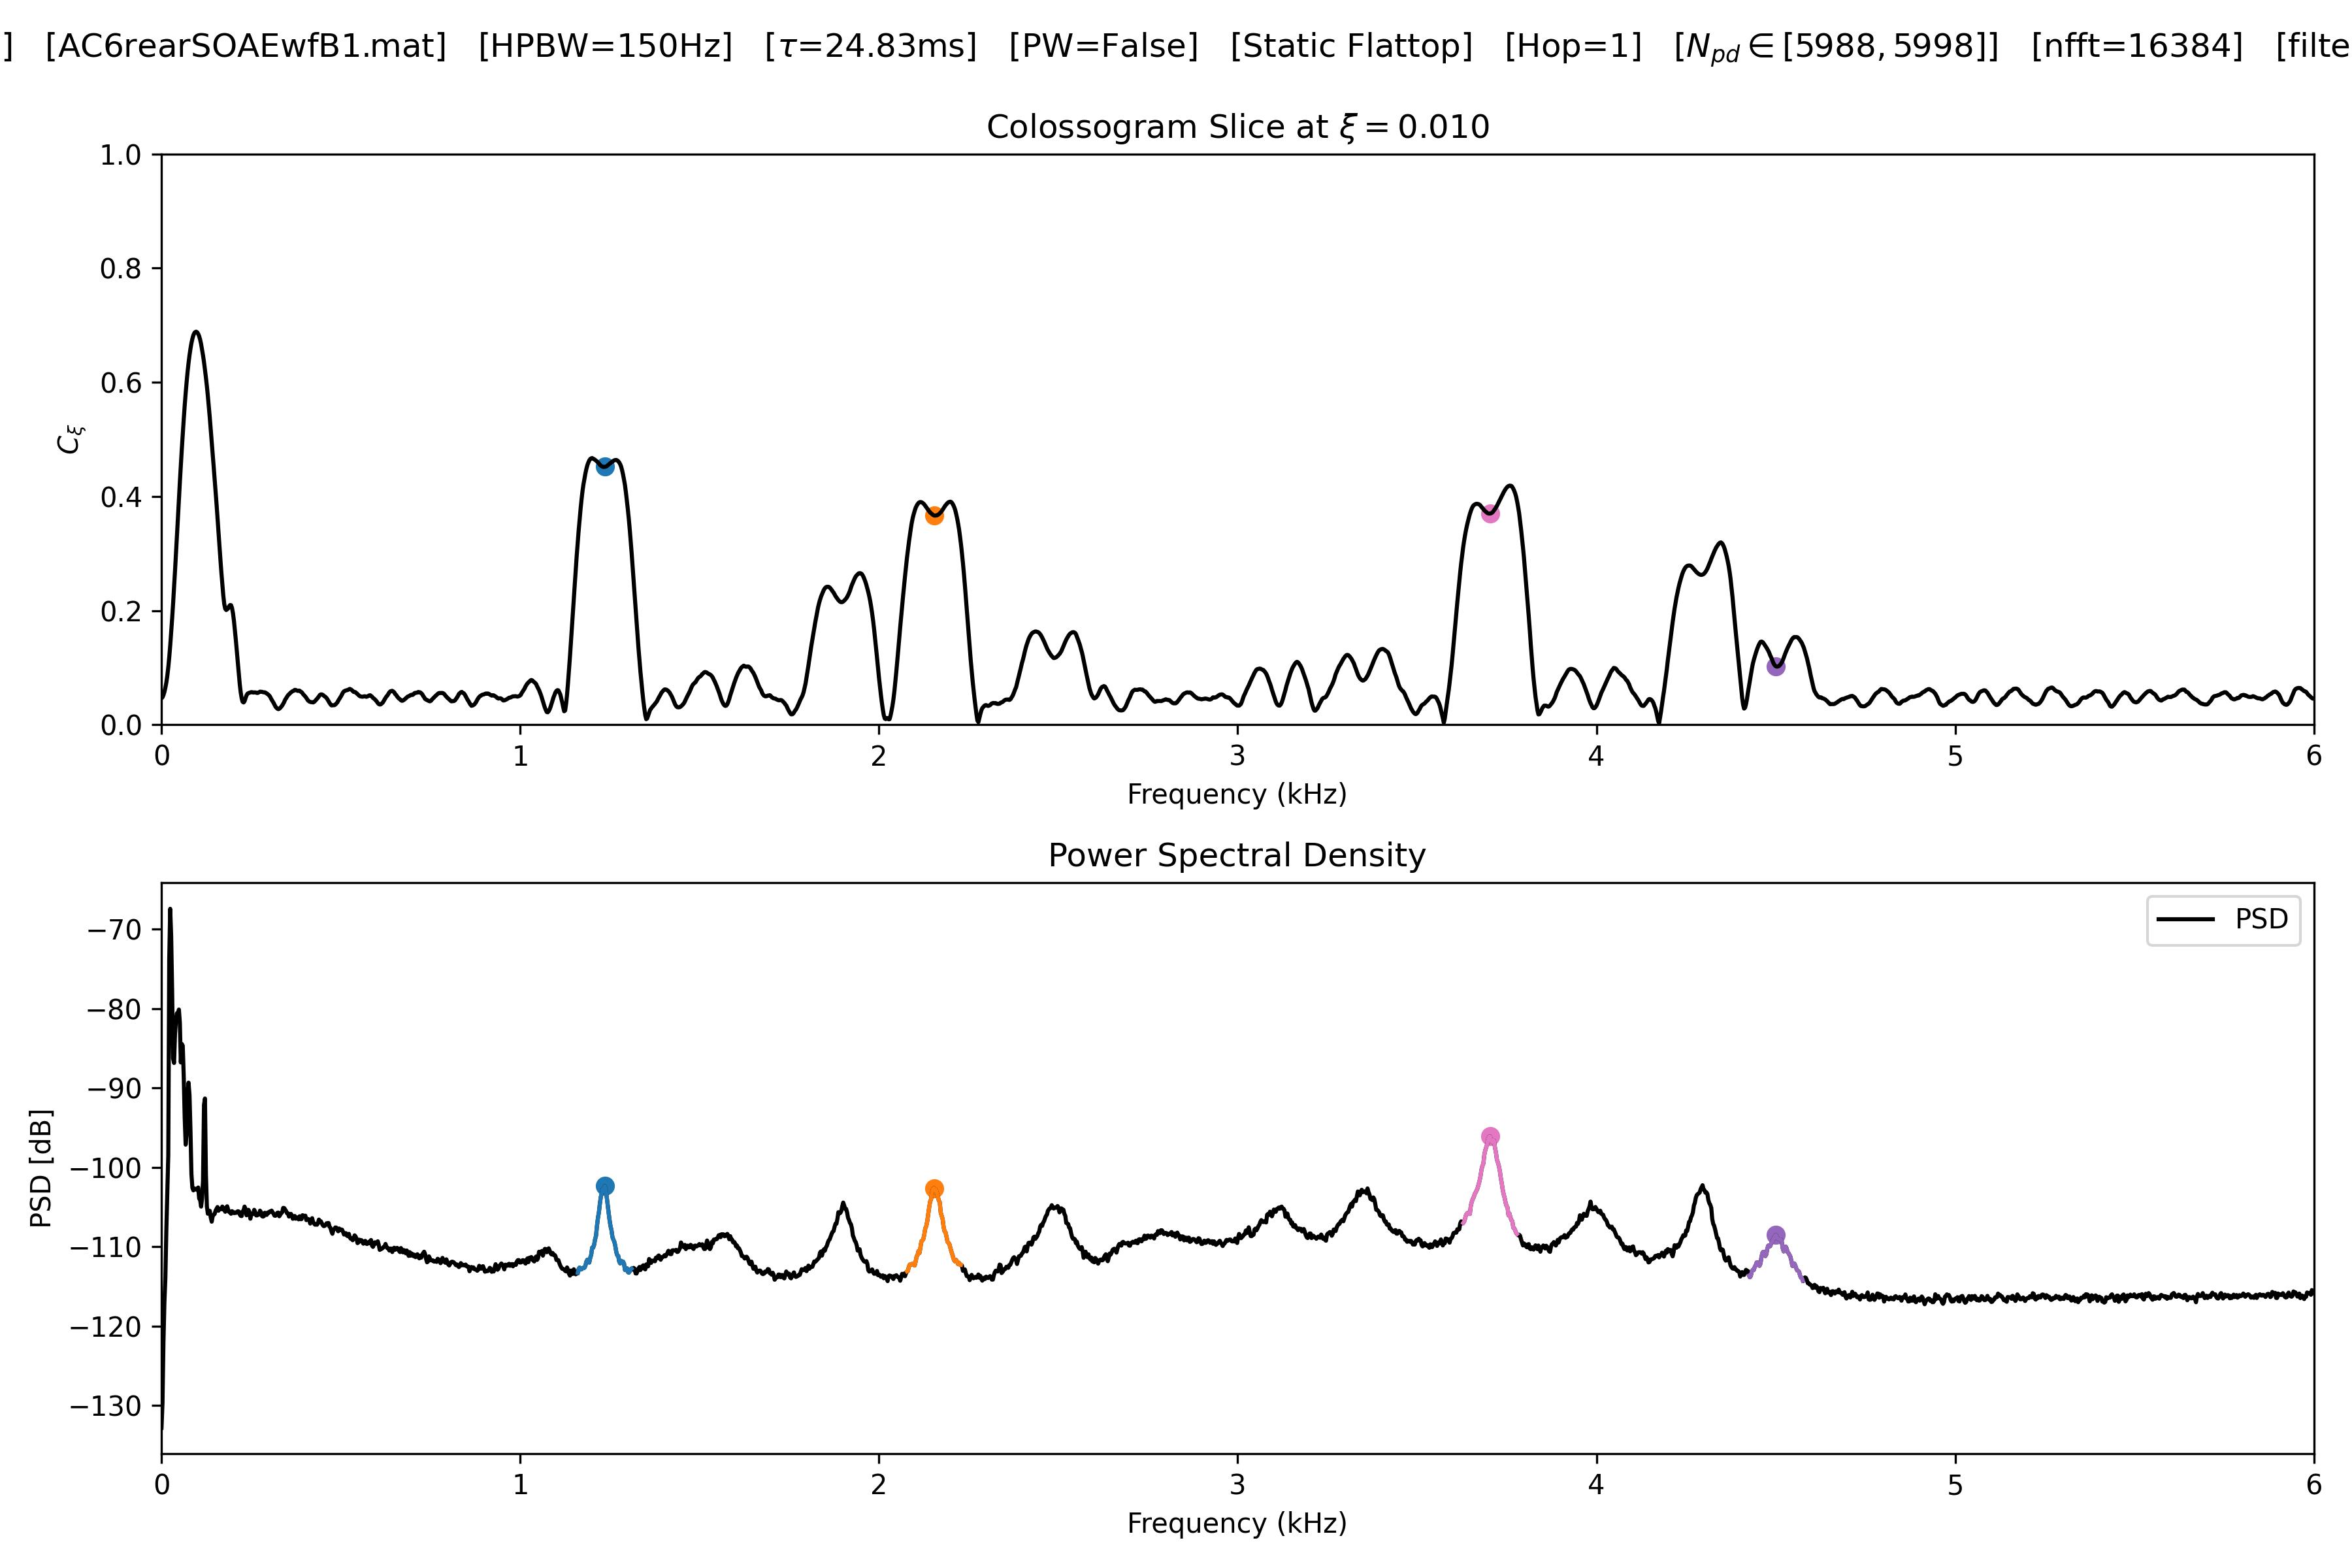 ] [AC6rearSOAEwfB1.mat] [HPBW=150Hz] [τ=24.83ms] [PW=False] [Static Flattop] [Hop=1] [N_pd ∈ [5988, 5998]] [nfft=16384] [filte
Colossogram Slice at ξ = 0.010
1.0
0.8
0.6
0.4
0.2
0.0
C_ξ
0 1 2 3 4 5 6
Frequency (kHz)
Power Spectral Density
PSD
−70
−80
−90
−100
−110
−120
−130
PSD [dB]
0 1 2 3 4 5 6
Frequency (kHz)